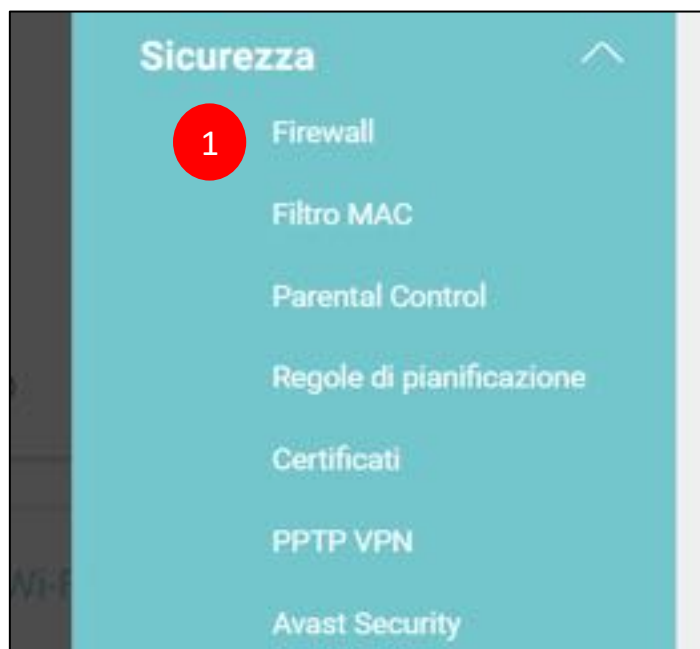 Sicurezza
1
Firewall
Filtro MAC
Parental Control
Regole di pianificazione
Certificati
PPTP VPN
Avast Security